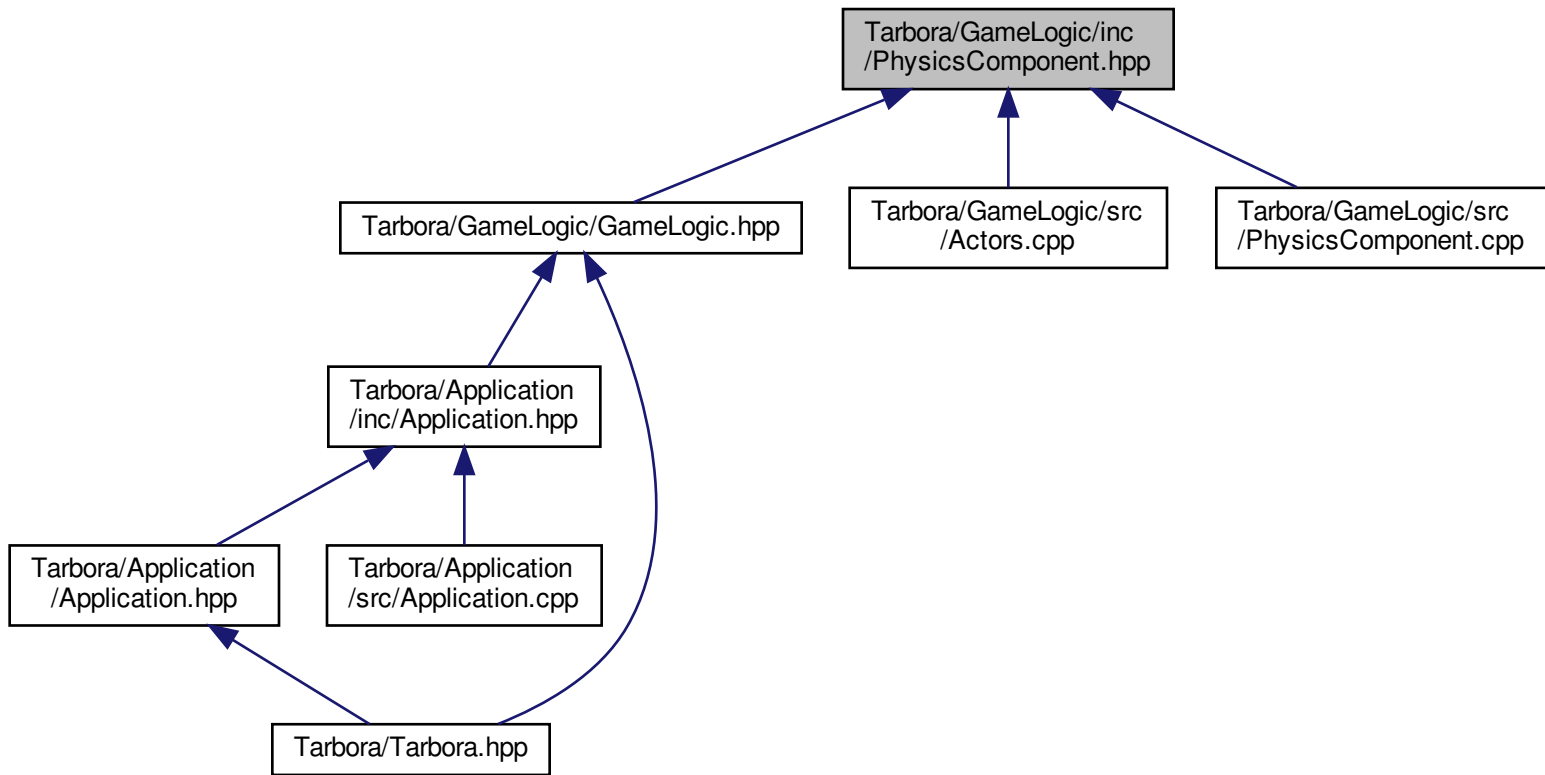 Tarbora/GameLogic/inc
/PhysicsComponent.hpp
Tarbora/GameLogic/GameLogic.hpp
Tarbora/GameLogic/src
/Actors.cpp
Tarbora/GameLogic/src
/PhysicsComponent.cpp
Tarbora/Application
/inc/Application.hpp
Tarbora/Application
/Application.hpp
Tarbora/Application
/src/Application.cpp
Tarbora/Tarbora.hpp